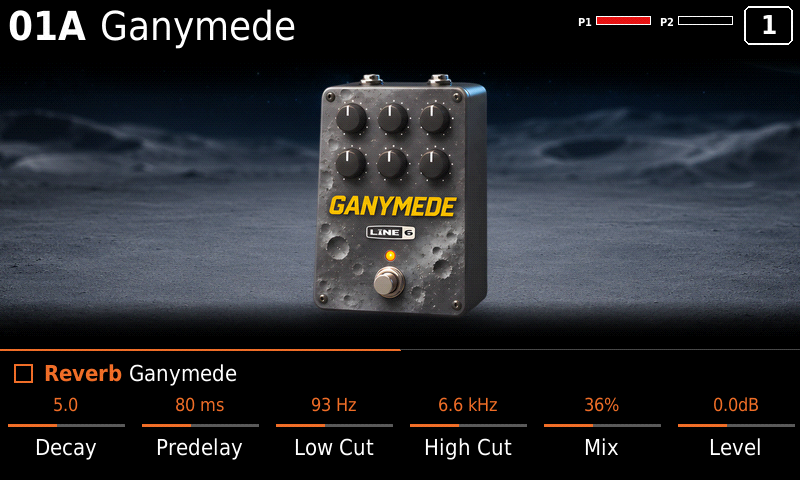 01A Ganymede
P1
P2
1
GANYMEDE
LINE 6
Reverb Ganymede
5.0
80 ms
93 Hz
6.6 kHz
36%
0.0dB
Decay
Predelay
Low Cut
High Cut
Mix
Level